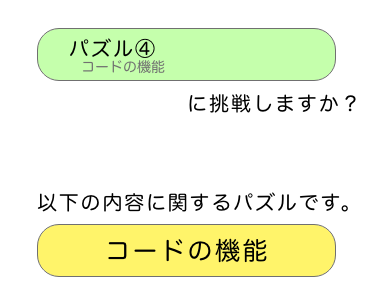 パズル④
コードの機能
に挑戦しますか？
以下の内容に関するパズルです。
コードの機能